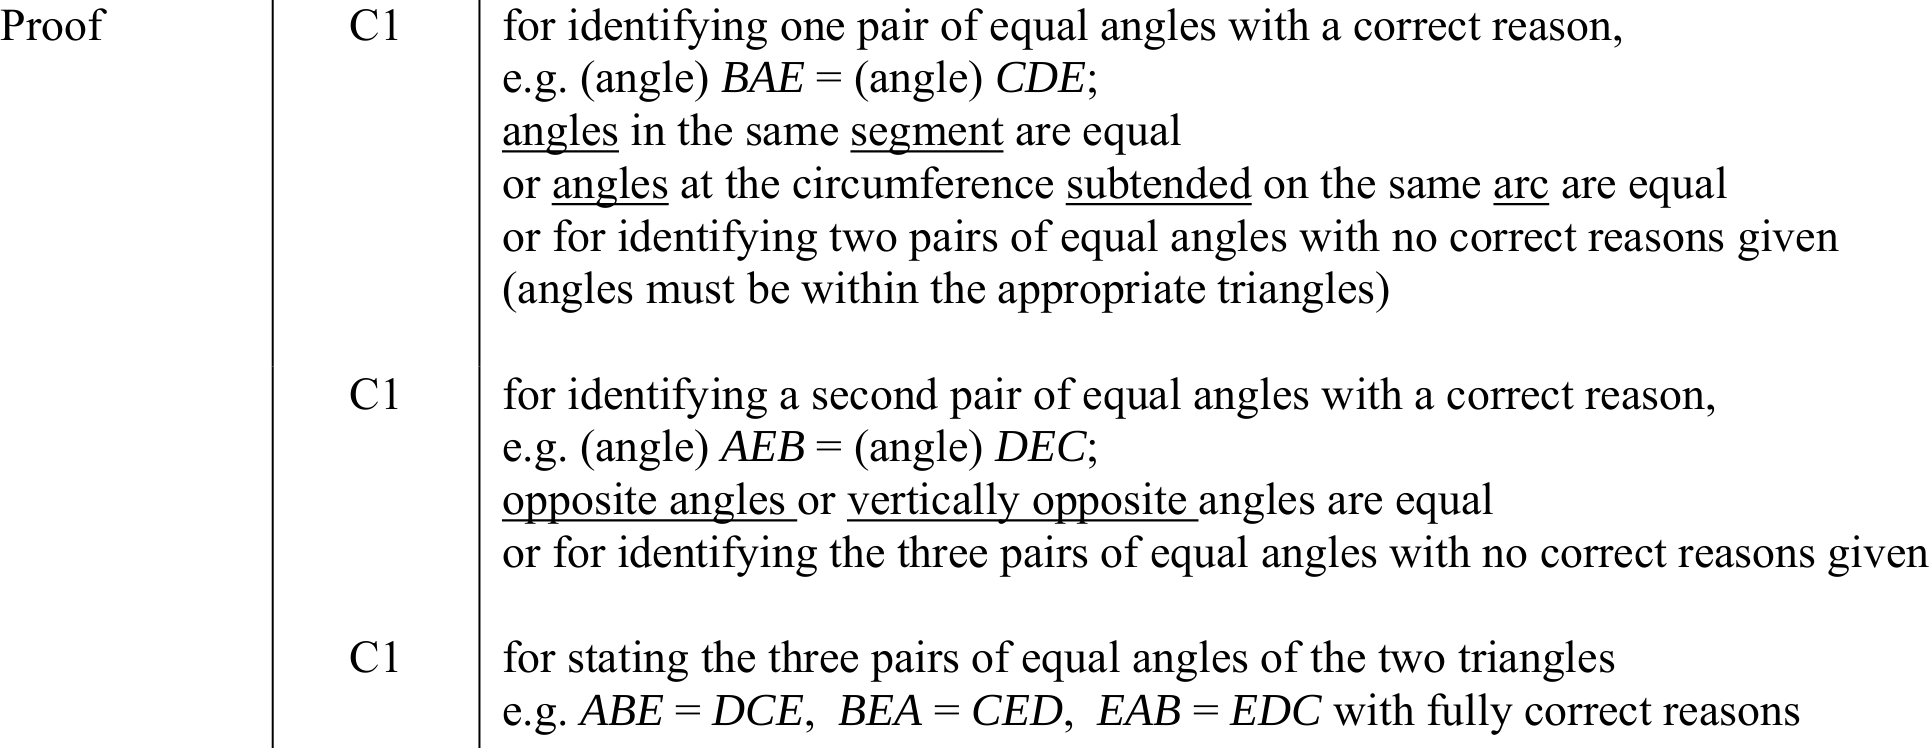 Proof C1 for identifying one pair of equal angles with a correct reason,
e.g. (angle) BAE = (angle) CDE;
angles in the same segment are equal
or angles at the circumference subtended on the same arc are equal
or for identifying two pairs of equal angles with no correct reasons given
(angles must be within the appropriate triangles)
C1 for identifying a second pair of equal angles with a correct reason,
e.g. (angle) AEB = (angle) DEC;
opposite angles or vertically opposite angles are equal
or for identifying the three pairs of equal angles with no correct reasons given
C1 for stating the three pairs of equal angles of the two triangles
e.g. ABE = DCE, BEA = CED, EAB = EDC with fully correct reasons